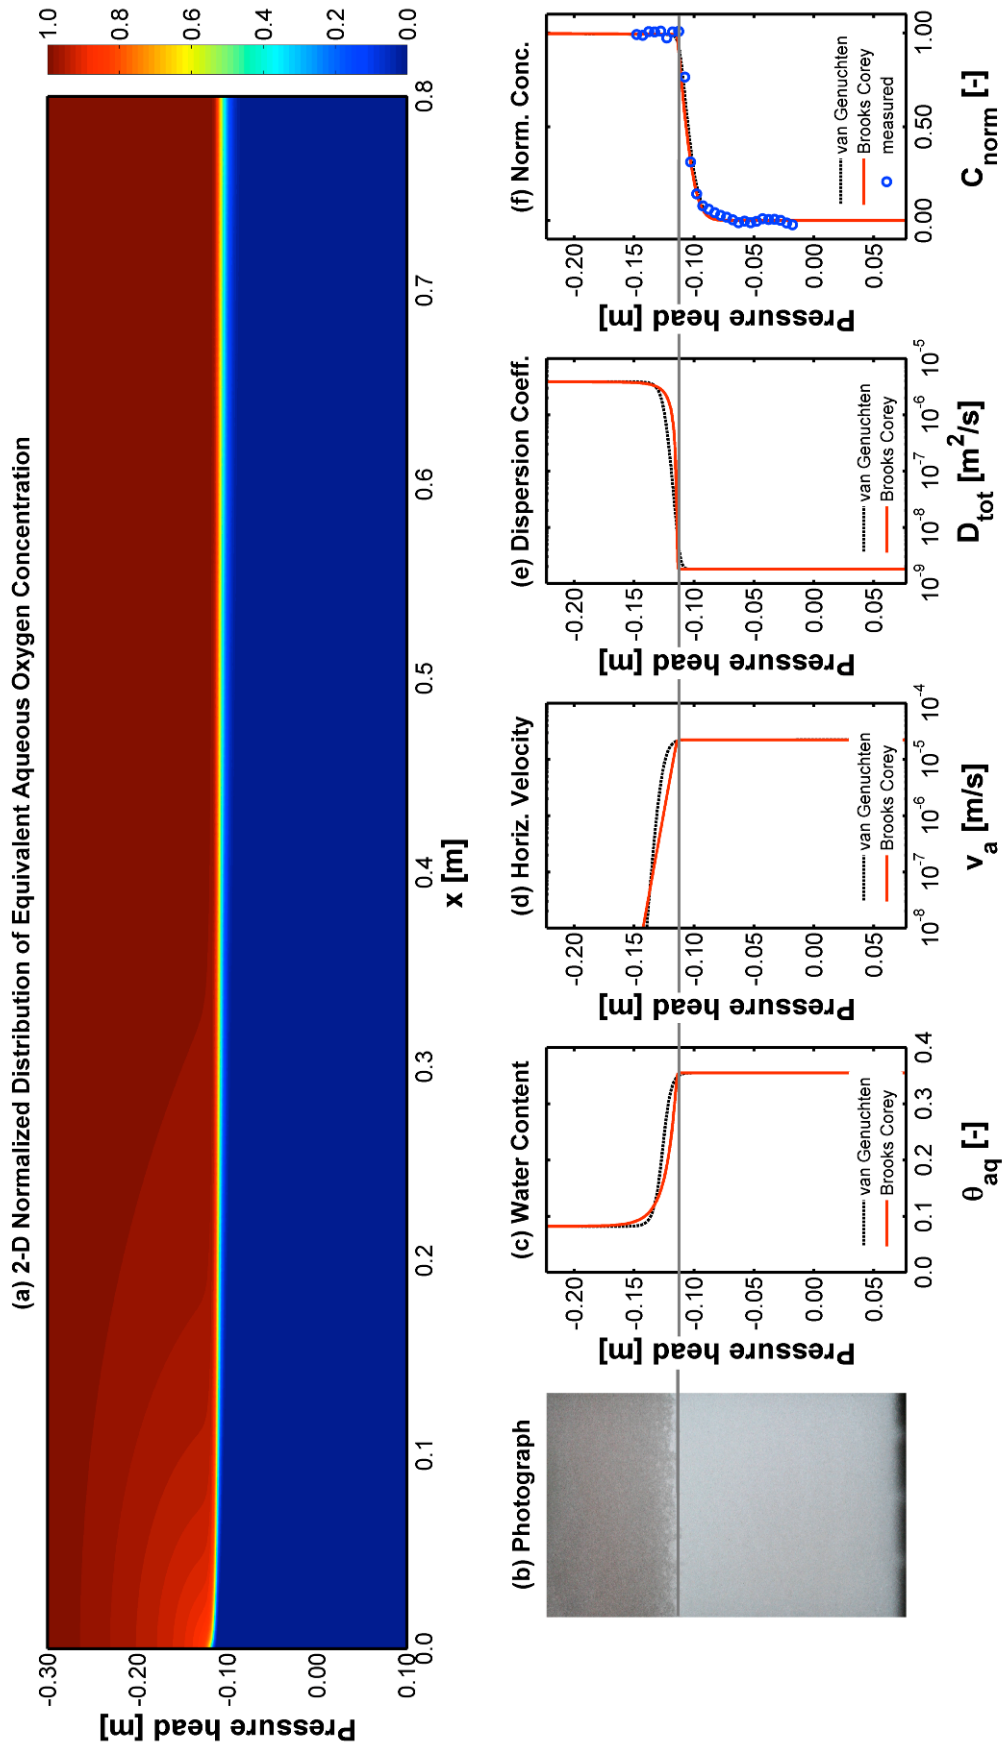 (a) 2-D Normalized Distribution of Equivalent Aqueous Oxygen Concentration
Pressure head [m]
-0.30
-0.10
0.00
0.10
0.0
0.1
0.2
0.3
0.4
0.5
0.6
0.7
0.8
x [m]
1.0
0.8
0.6
0.4
0.2
0.0
(b) Photograph
(c) Water Content
Pressure head [m]
-0.20
-0.15
-0.10
-0.05
0.00
0.05
van Genuchten
Brooks Corey
0.0
0.1
0.2
0.3
0.4
θaq [-]
(d) Horiz. Velocity
Pressure head [m]
-0.20
-0.15
-0.10
-0.05
0.00
0.05
van Genuchten
Brooks Corey
10⁻⁸
10⁻⁷
10⁻⁶
10⁻⁵
10⁻⁴
va [m/s]
(e) Dispersion Coeff.
Pressure head [m]
-0.20
-0.15
-0.10
-0.05
0.00
0.05
van Genuchten
Brooks Corey
10⁻⁹
10⁻⁸
10⁻⁷
10⁻⁶
10⁻⁵
Dtot [m²/s]
(f) Norm. Conc.
Pressure head [m]
-0.20
-0.15
-0.10
-0.05
0.00
0.05
van Genuchten
Brooks Corey
measured
0.00
0.50
1.00
Cnorm [-]